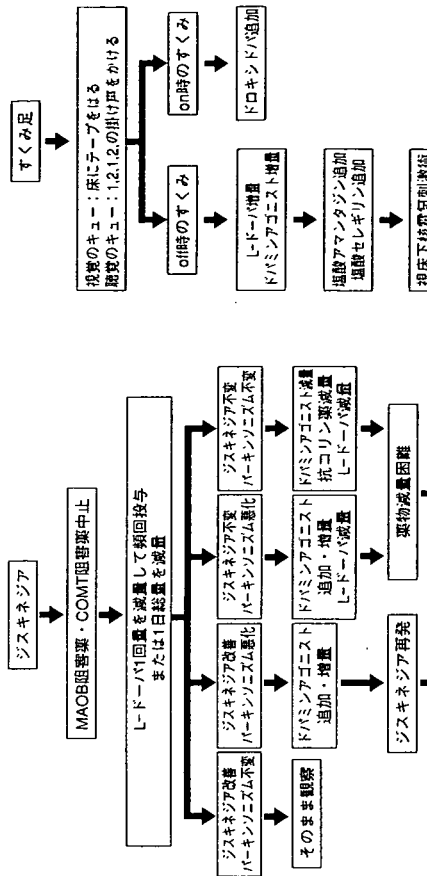 ジスキネジア
MAOB阻害薬・COMT阻害薬中止
L-ドーパ1回量を減量して頻回投与
または1日総量を減量
ジスキネジア改善
パーキンソニズム不変
ジスキネジア改善
パーキンソニズム悪化
ジスキネジア不変
パーキンソニズム悪化
ジスキネジア不変
パーキンソニズム不変
そのまま観察
ドパミンアゴニスト
追加・増量
ドパミンアゴニスト
追加・増量
L-ドーパ減量
ドパミンアゴニスト減量
抗コリン薬減量
L-ドーパ減量
ジスキネジア再発
薬物減量困難
すくみ足
視覚のキュー：床にテープをはる
聴覚のキュー：1,2,1,2,の掛け声をかける
off時のすくみ
on時のすくみ
L-ドーパ増量
ドパミンアゴニスト増量
ドロキシドパ追加
塩酸アマンタジン追加
塩酸セレギリン追加
視床下核電気刺激術